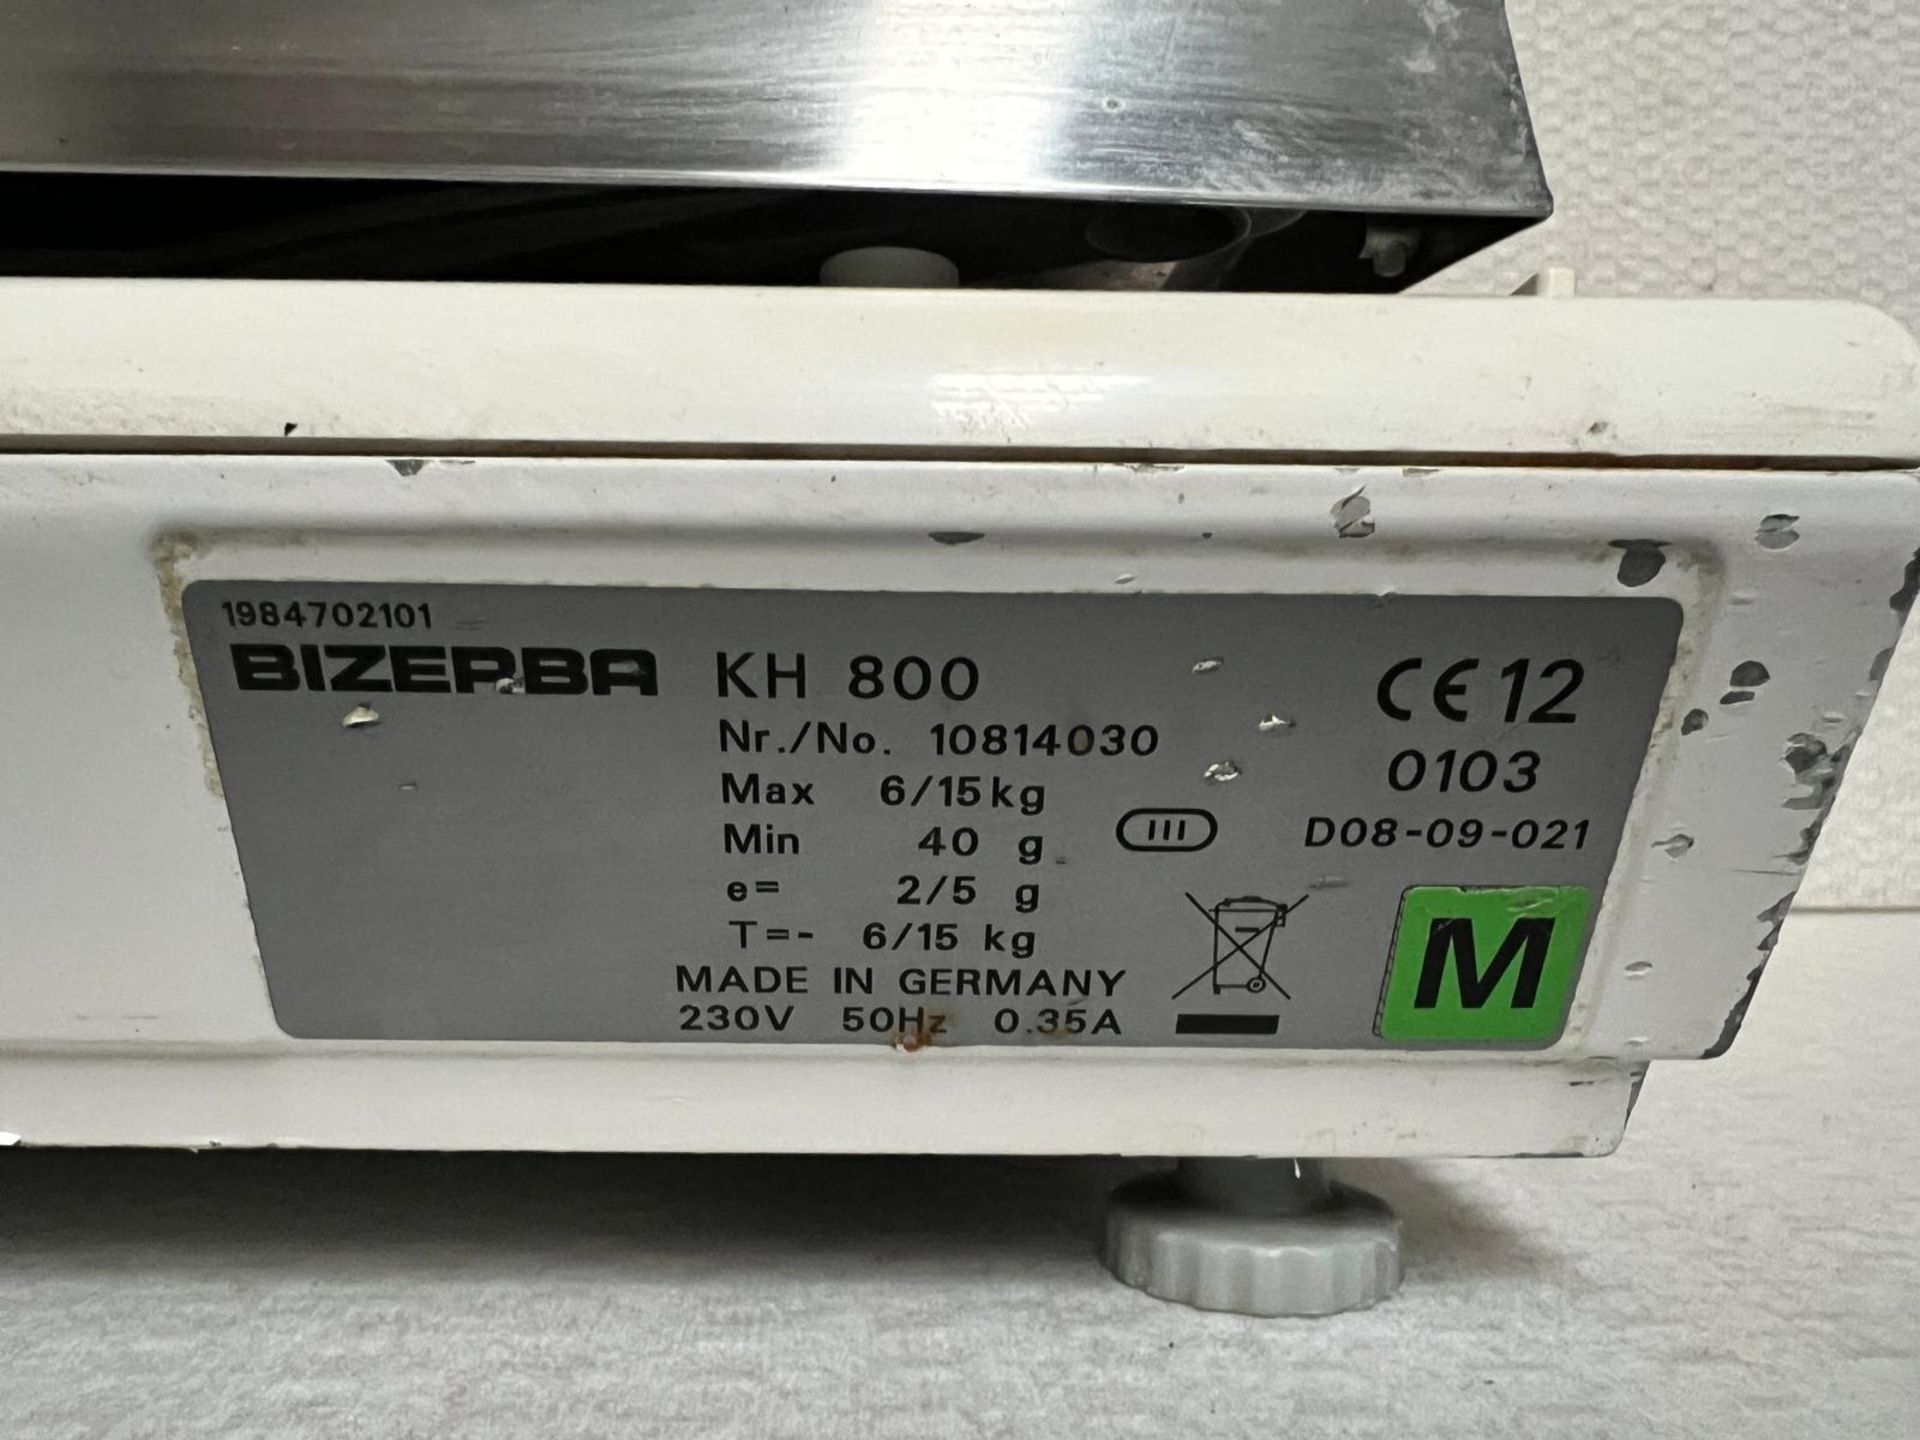 1984702101
BIZERBA KH 800
Nr./No. 10814030
Max 6/15kg
Min 40 g
e= 2/5 g
T=- 6/15 kg
MADE IN GERMANY
230V 50Hz 0.35A
III
CE 12
0103
D08-09-021
M